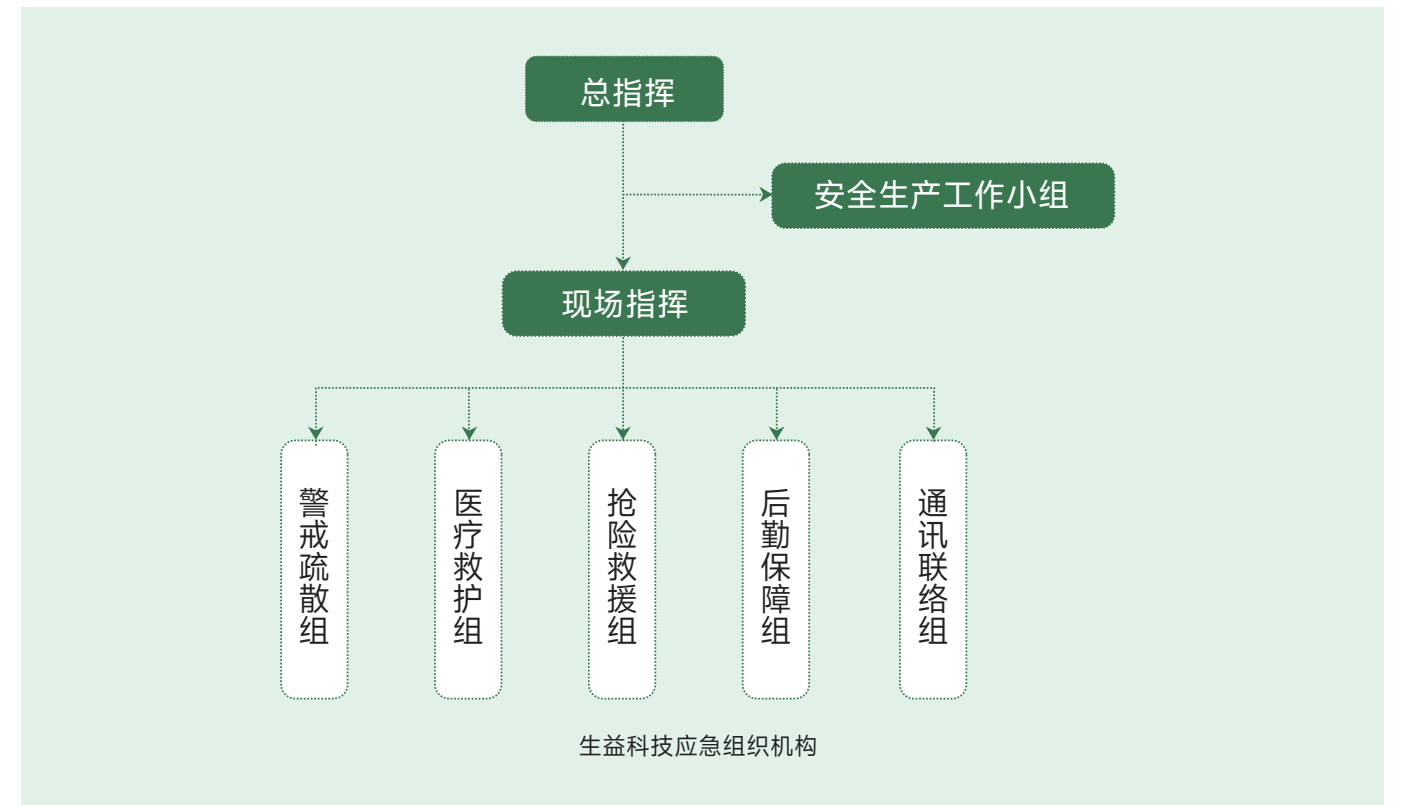 总指挥
安全生产工作小组
现场指挥
警戒疏散组
医疗救护组
抢险救援组
后勤保障组
通讯联络组
生益科技应急组织机构